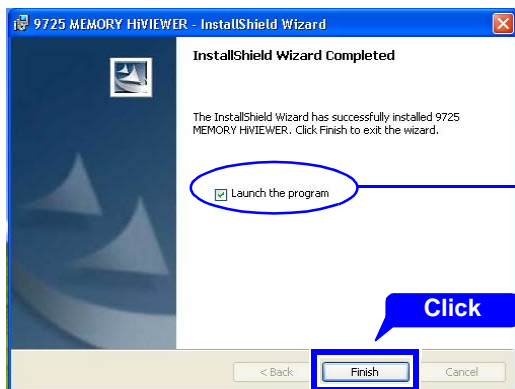 9725 MEMORY HiVIEWER - InstallShield Wizard
InstallShield Wizard Completed
The InstallShield Wizard has successfully installed 9725
MEMORY HiVIEWER. Click Finish to exit the wizard.
Launch the program
Click
< Back
Finish
Cancel